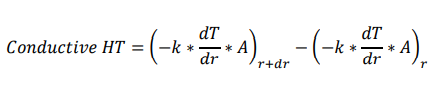 Conductive HT = (−k * dT/dr * A)_{r+dr} − (−k * dT/dr * A)_r